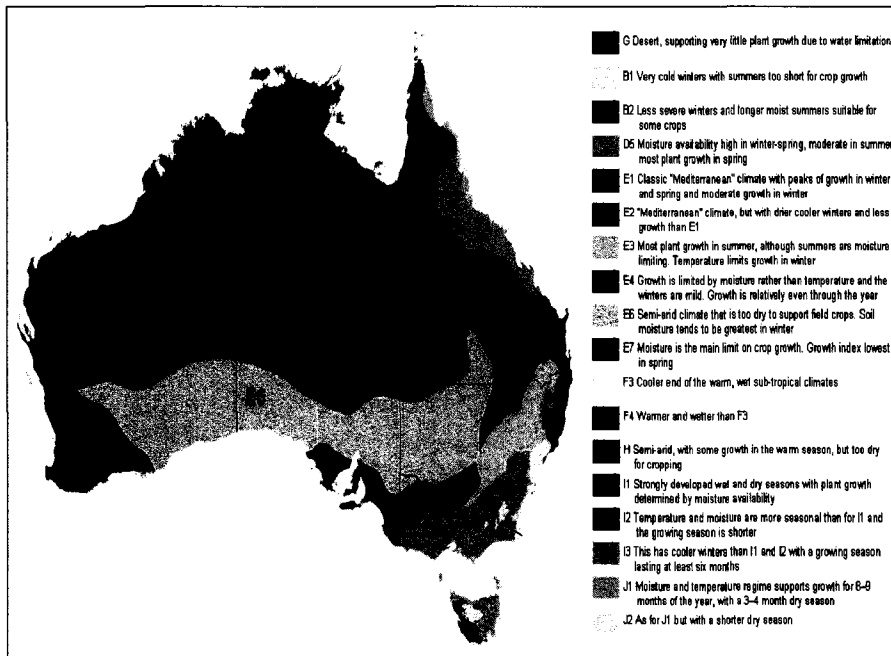 G Desert, supporting very little plant growth due to water limitation
B1 Very cold winters with summers too short for crop growth
B2 Less severe winters and longer moist summers suitable for
some crops
D5 Moisture availability high in winter-spring, moderate in summer
most plant growth in spring
E1 Classic "Mediterranean" climate with peaks of growth in winter
and spring and moderate growth in winter
E2 "Mediterranean" climate, but with drier cooler winters and less
growth than E1
E3 Most plant growth in summer, although summers are moisture
limiting. Temperature limits growth in winter
E4 Growth is limited by moisture rather than temperature and the
winters are mild. Growth is relatively even through the year
E6 Semi-arid climate that is too dry to support field crops. Soil
moisture tends to be greatest in winter
E7 Moisture is the main limit on crop growth. Growth index lowest
in spring
F3 Cooler end of the warm, wet sub-tropical climates
F4 Warmer and wetter than F3
H Semi-arid, with some growth in the warm season, but too dry
for cropping
I1 Strongly developed wet and dry seasons with plant growth
determined by moisture availability
I2 Temperature and moisture are more seasonal than for I1 and
the growing season is shorter
I3 This has cooler winters than I1 and I2 with a growing season
lasting at least six months
J1 Moisture and temperature regime supports growth for 8–9
months of the year, with a 3–4 month dry season
J2 As for J1 but with a shorter dry season
E6